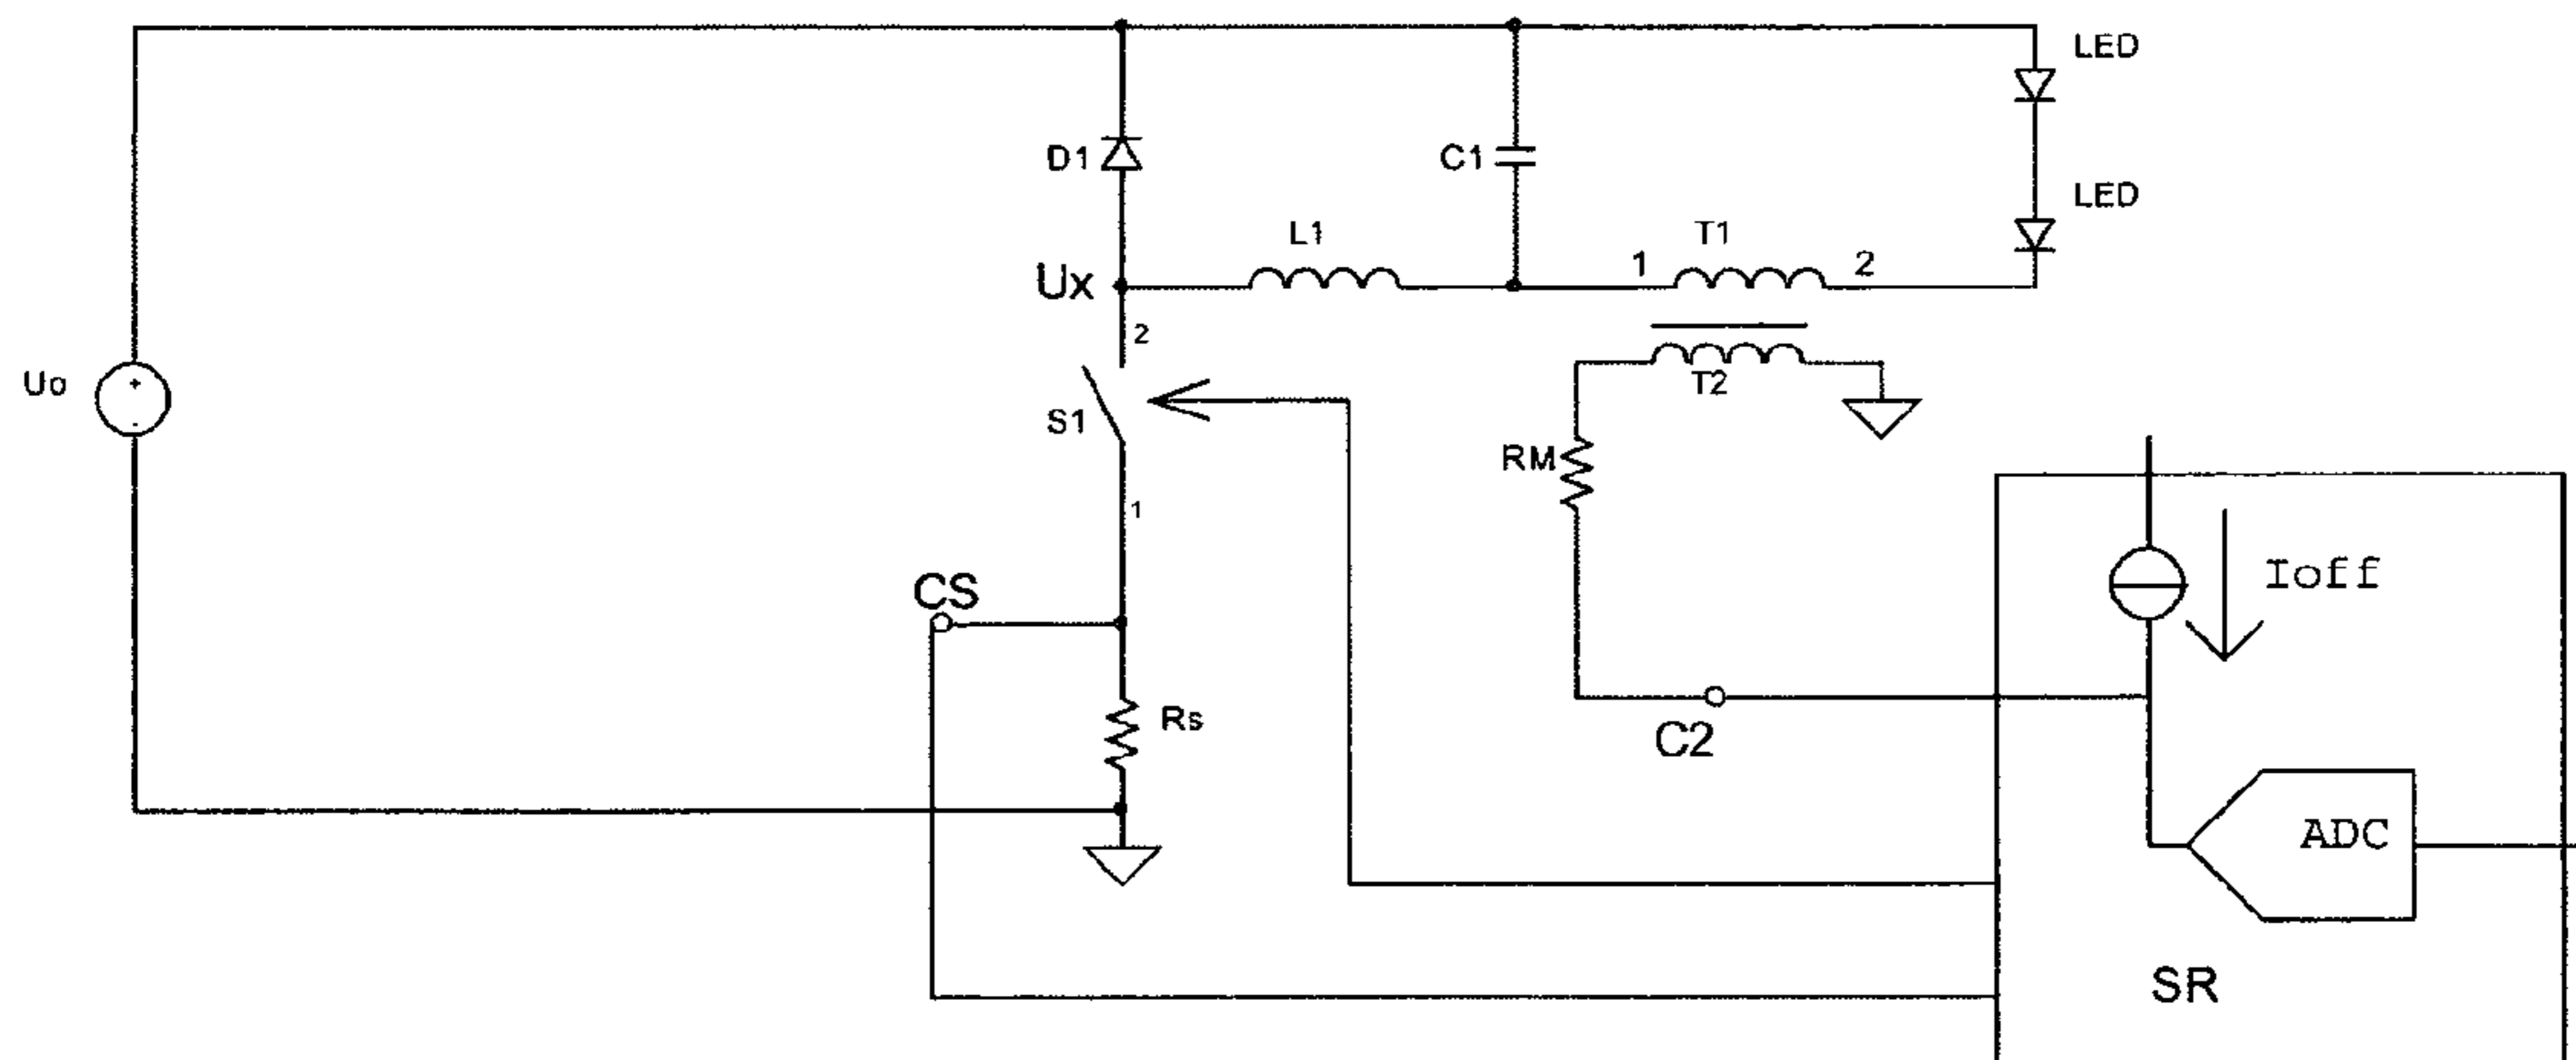 LED
D1
C1
LED
L1
T1
1
2
Ux
2
Uo
+
-
S1
T2
RM
1
Ioff
CS
Rs
C2
ADC
SR